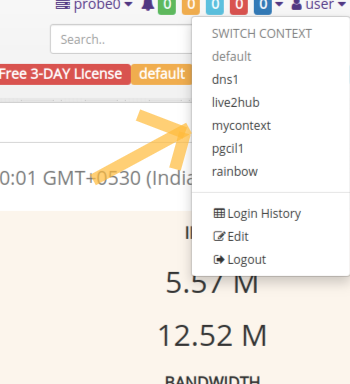 probe0 0 0 0 0 0 user
Search..
SWITCH CONTEXT
default
dns1
Free 3-DAY License default
live2hub
mycontext
pgcil1
rainbow
0:01 GMT+0530 (India
Login History
Edit
Logout
5.57 M
12.52 M
BANDWIDTH